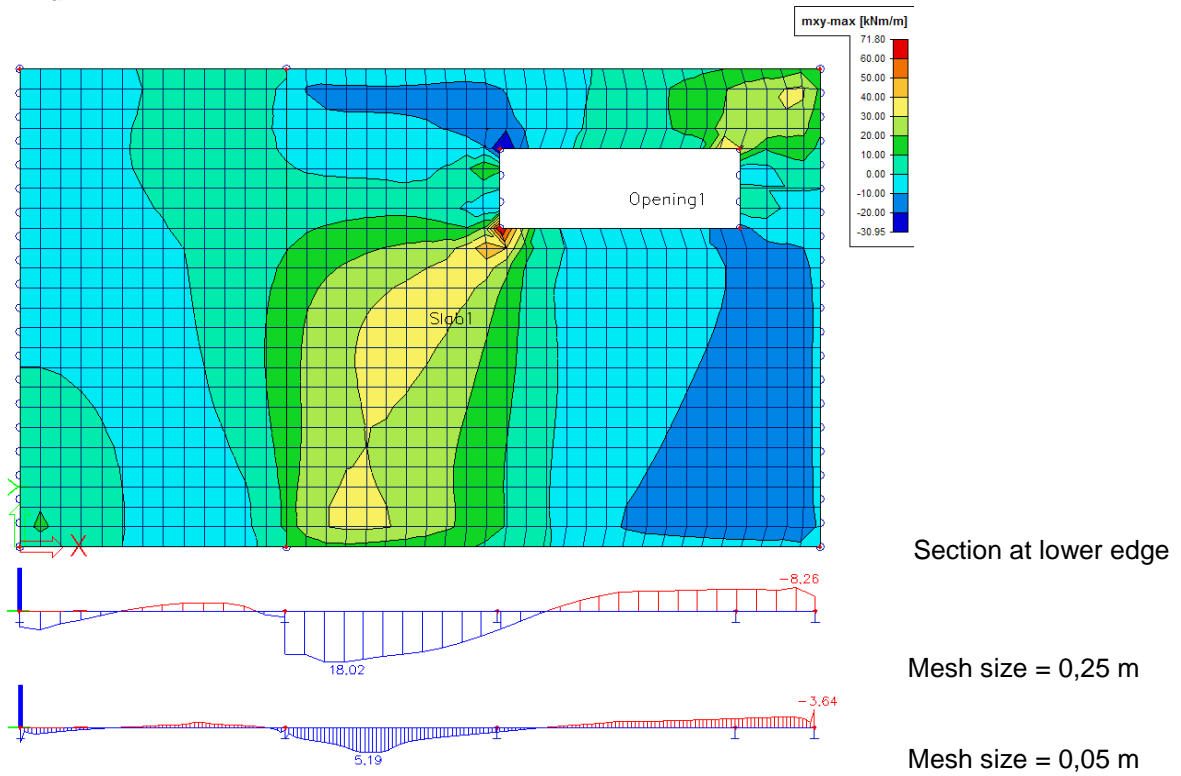 mxy-max [kNm/m]
71.80
60.00
50.00
40.00
30.00
20.00
10.00
0.00
-10.00
-20.00
-30.95
Opening1
Slab1
Y
X
Section at lower edge
-8.26
18.02
Mesh size = 0,25 m
-3.64
5.19
Mesh size = 0,05 m